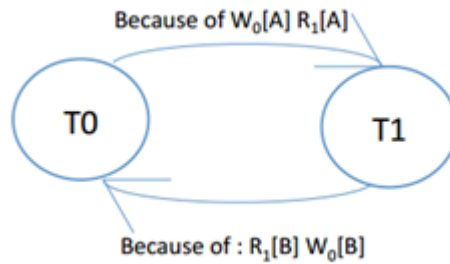 Because of W₀[A] R₁[A]
T0
T1
Because of : R₁[B] W₀[B]